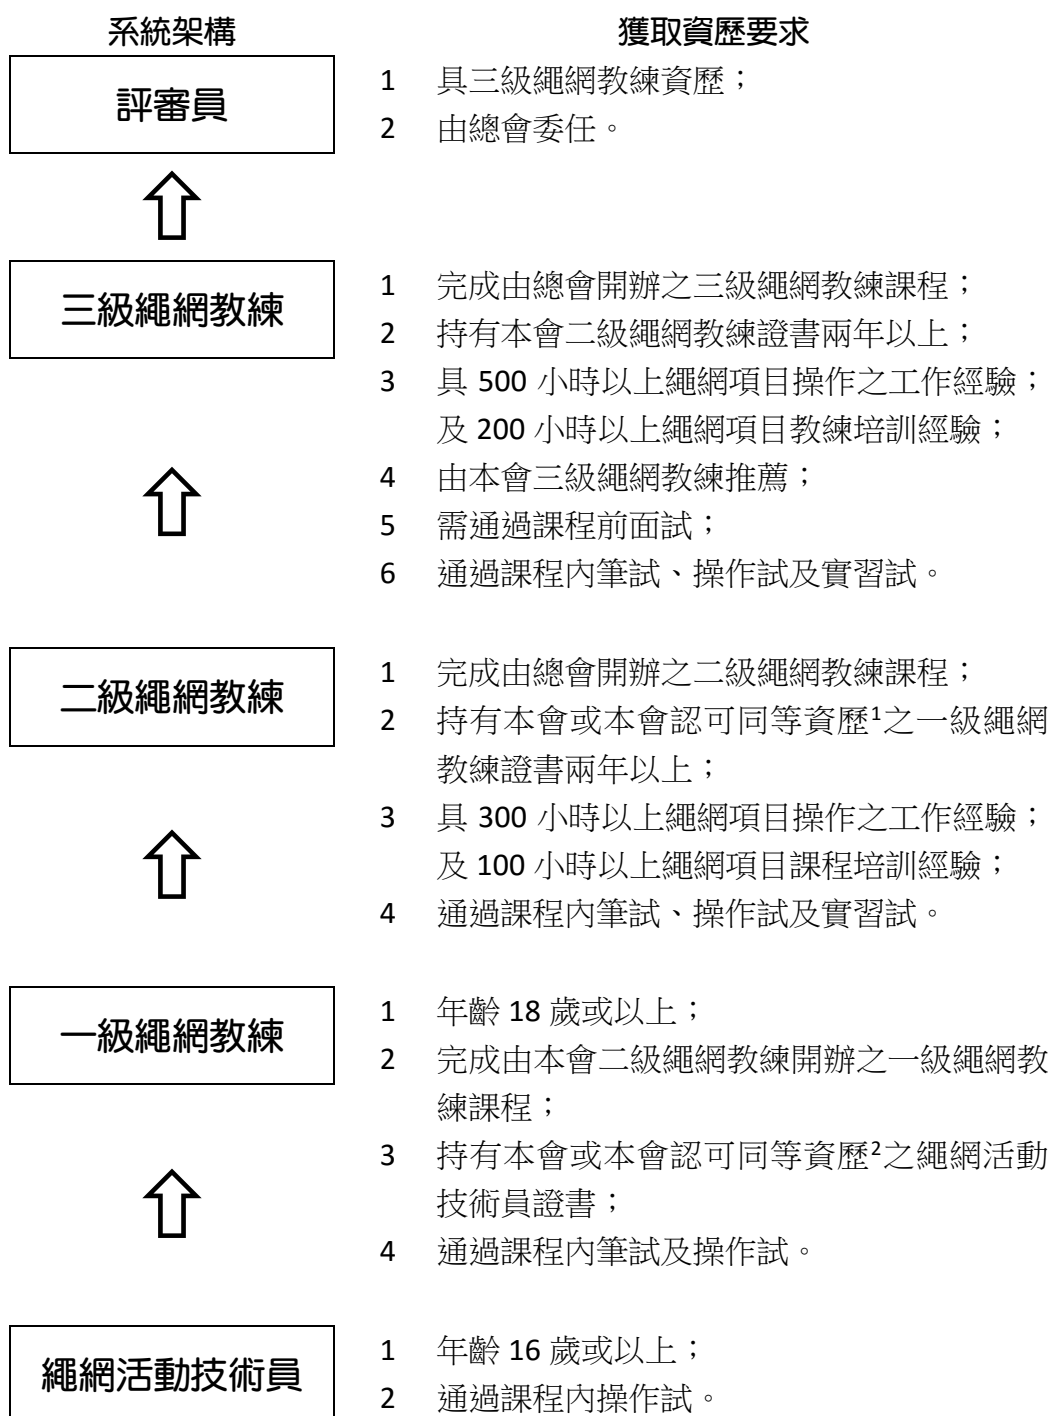 系統架構 獲取資歷要求
評審員
1 具三級繩網教練資歷；
2 由總會委任。
三級繩網教練
1 完成由總會開辦之三級繩網教練課程；
2 持有本會二級繩網教練證書兩年以上；
3 具 500 小時以上繩網項目操作之工作經驗；
及 200 小時以上繩網項目教練培訓經驗；
4 由本會三級繩網教練推薦；
5 需通過課程前面試；
6 通過課程內筆試、操作試及實習試。
二級繩網教練
1 完成由總會開辦之二級繩網教練課程；
2 持有本會或本會認可同等資歷¹之一級繩網
教練證書兩年以上；
3 具 300 小時以上繩網項目操作之工作經驗；
及 100 小時以上繩網項目課程培訓經驗；
4 通過課程內筆試、操作試及實習試。
一級繩網教練
1 年齡 18 歲或以上；
2 完成由本會二級繩網教練開辦之一級繩網教
練課程；
3 持有本會或本會認可同等資歷²之繩網活動
技術員證書；
4 通過課程內筆試及操作試。
繩網活動技術員
1 年齡 16 歲或以上；
2 通過課程內操作試。